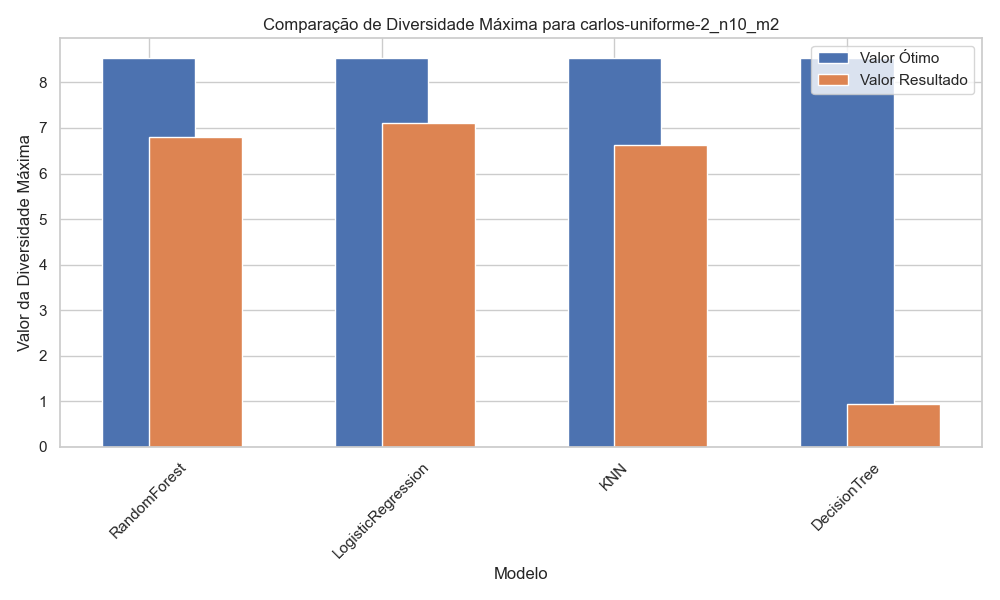 Comparação de Diversidade Máxima para carlos-uniforme-2_n10_m2
Valor Ótimo
Valor Resultado
Valor da Diversidade Máxima
8
7
6
5
4
3
2
1
0
RandomForest
LogisticRegression
KNN
DecisionTree
Modelo